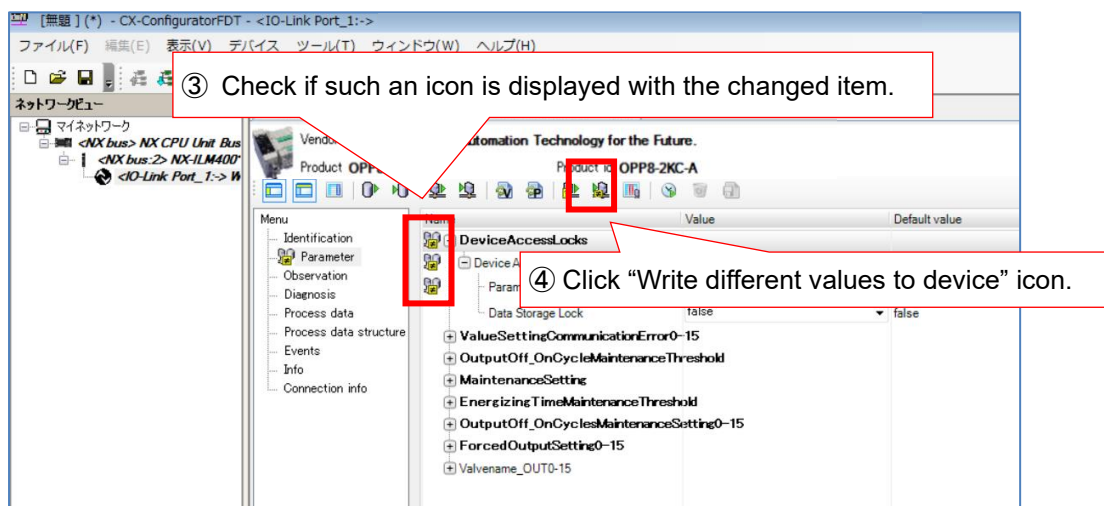 [無題 ] (*) - CX-ConfiguratorFDT - <IO-Link Port_1:->
ファイル(F) 編集(E) 表示(V) デバイス ツール(T) ウィンドウ(W) ヘルプ(H)
③ Check if such an icon is displayed with the changed item.
ネットワークビュー
マイネットワーク
<NX bus> NX CPU Unit Bus
<NX bus:2> NX-ILM400
<IO-Link Port_1:-> W
utomation Technology for the Future.
Product
Product id OPP8-2KC-A
Menu
Identification
Parameter
Observation
Diagnosis
Process data
Process data structure
Events
Info
Connection info
Value
Default value
DeviceAccessLocks
Device A
④ Click “Write different values to device” icon.
Param
Data Storage Lock
false
false
ValueSettingCommunicationError0-15
OutputOff_OnCycleMaintenanceThreshold
MaintenanceSetting
EnergizingTimeMaintenanceThreshold
OutputOff_OnCyclesMaintenanceSetting0-15
ForcedOutputSetting0-15
Valvename_OUT0-15